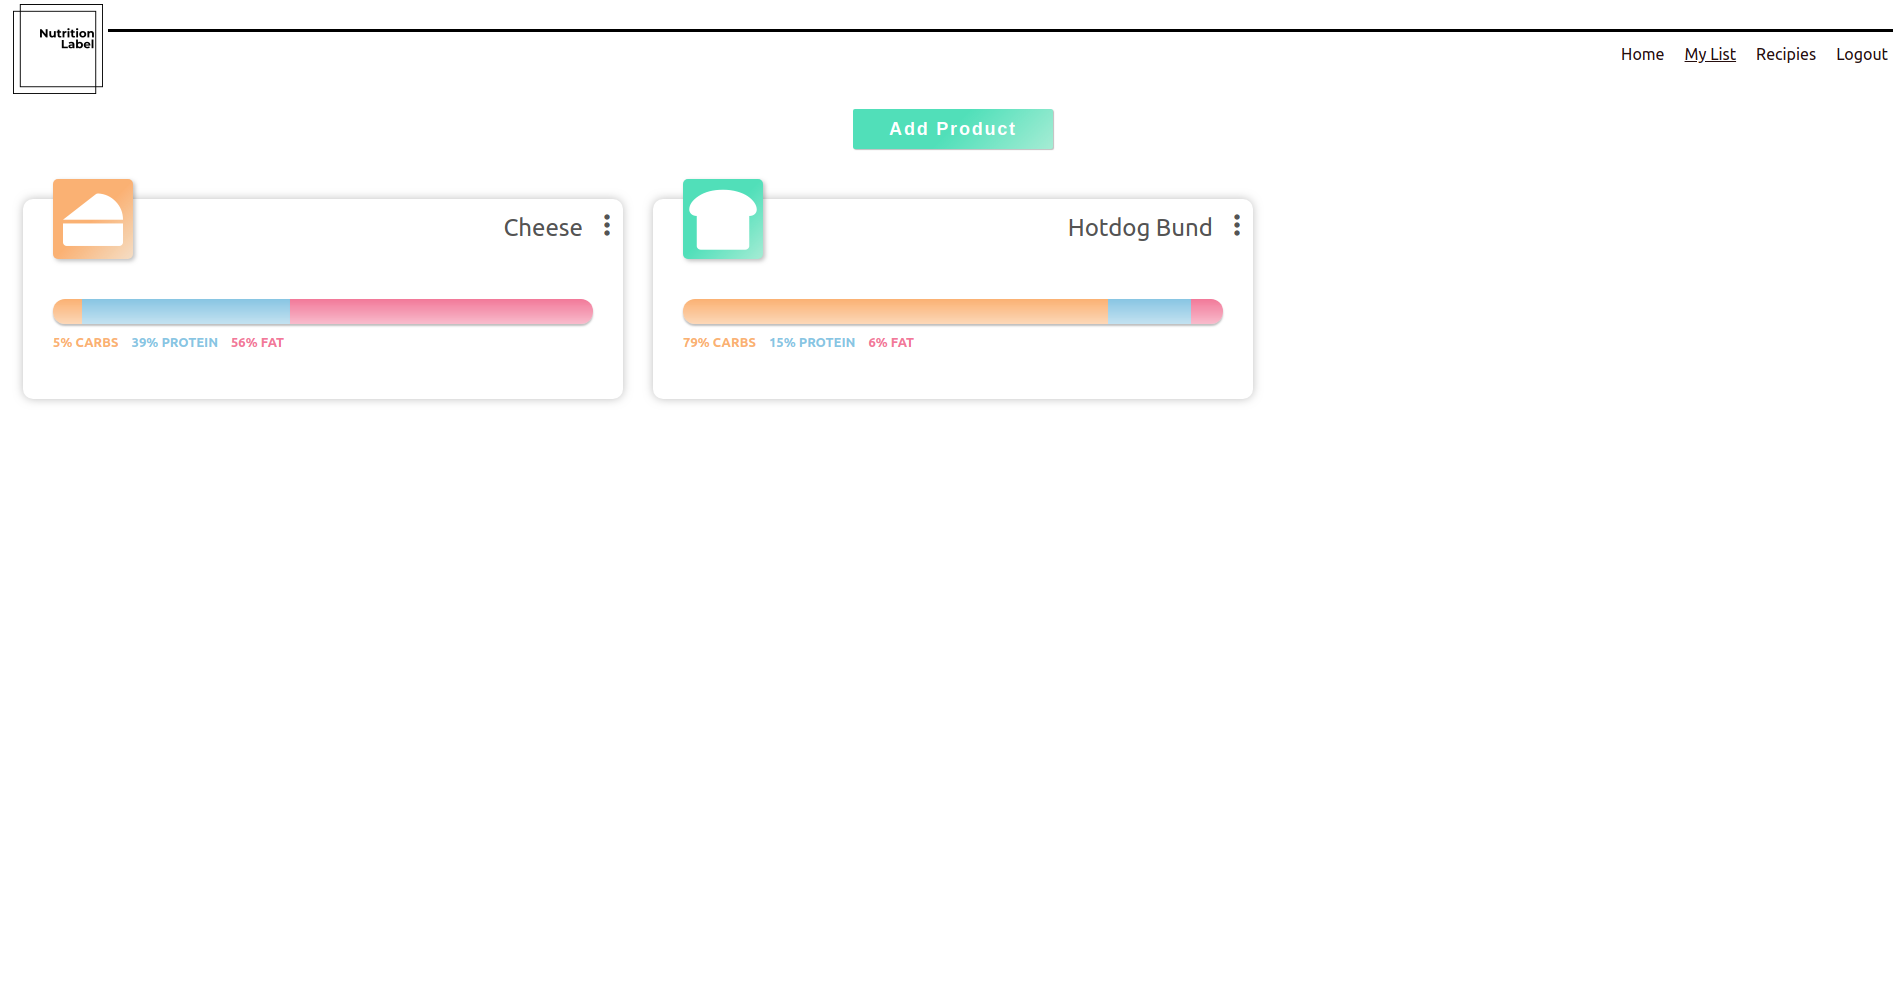 Nutrition
Label
Home My List Recipies Logout
Add Product
Cheese
5% CARBS 39% PROTEIN 56% FAT
Hotdog Bund
79% CARBS 15% PROTEIN 6% FAT